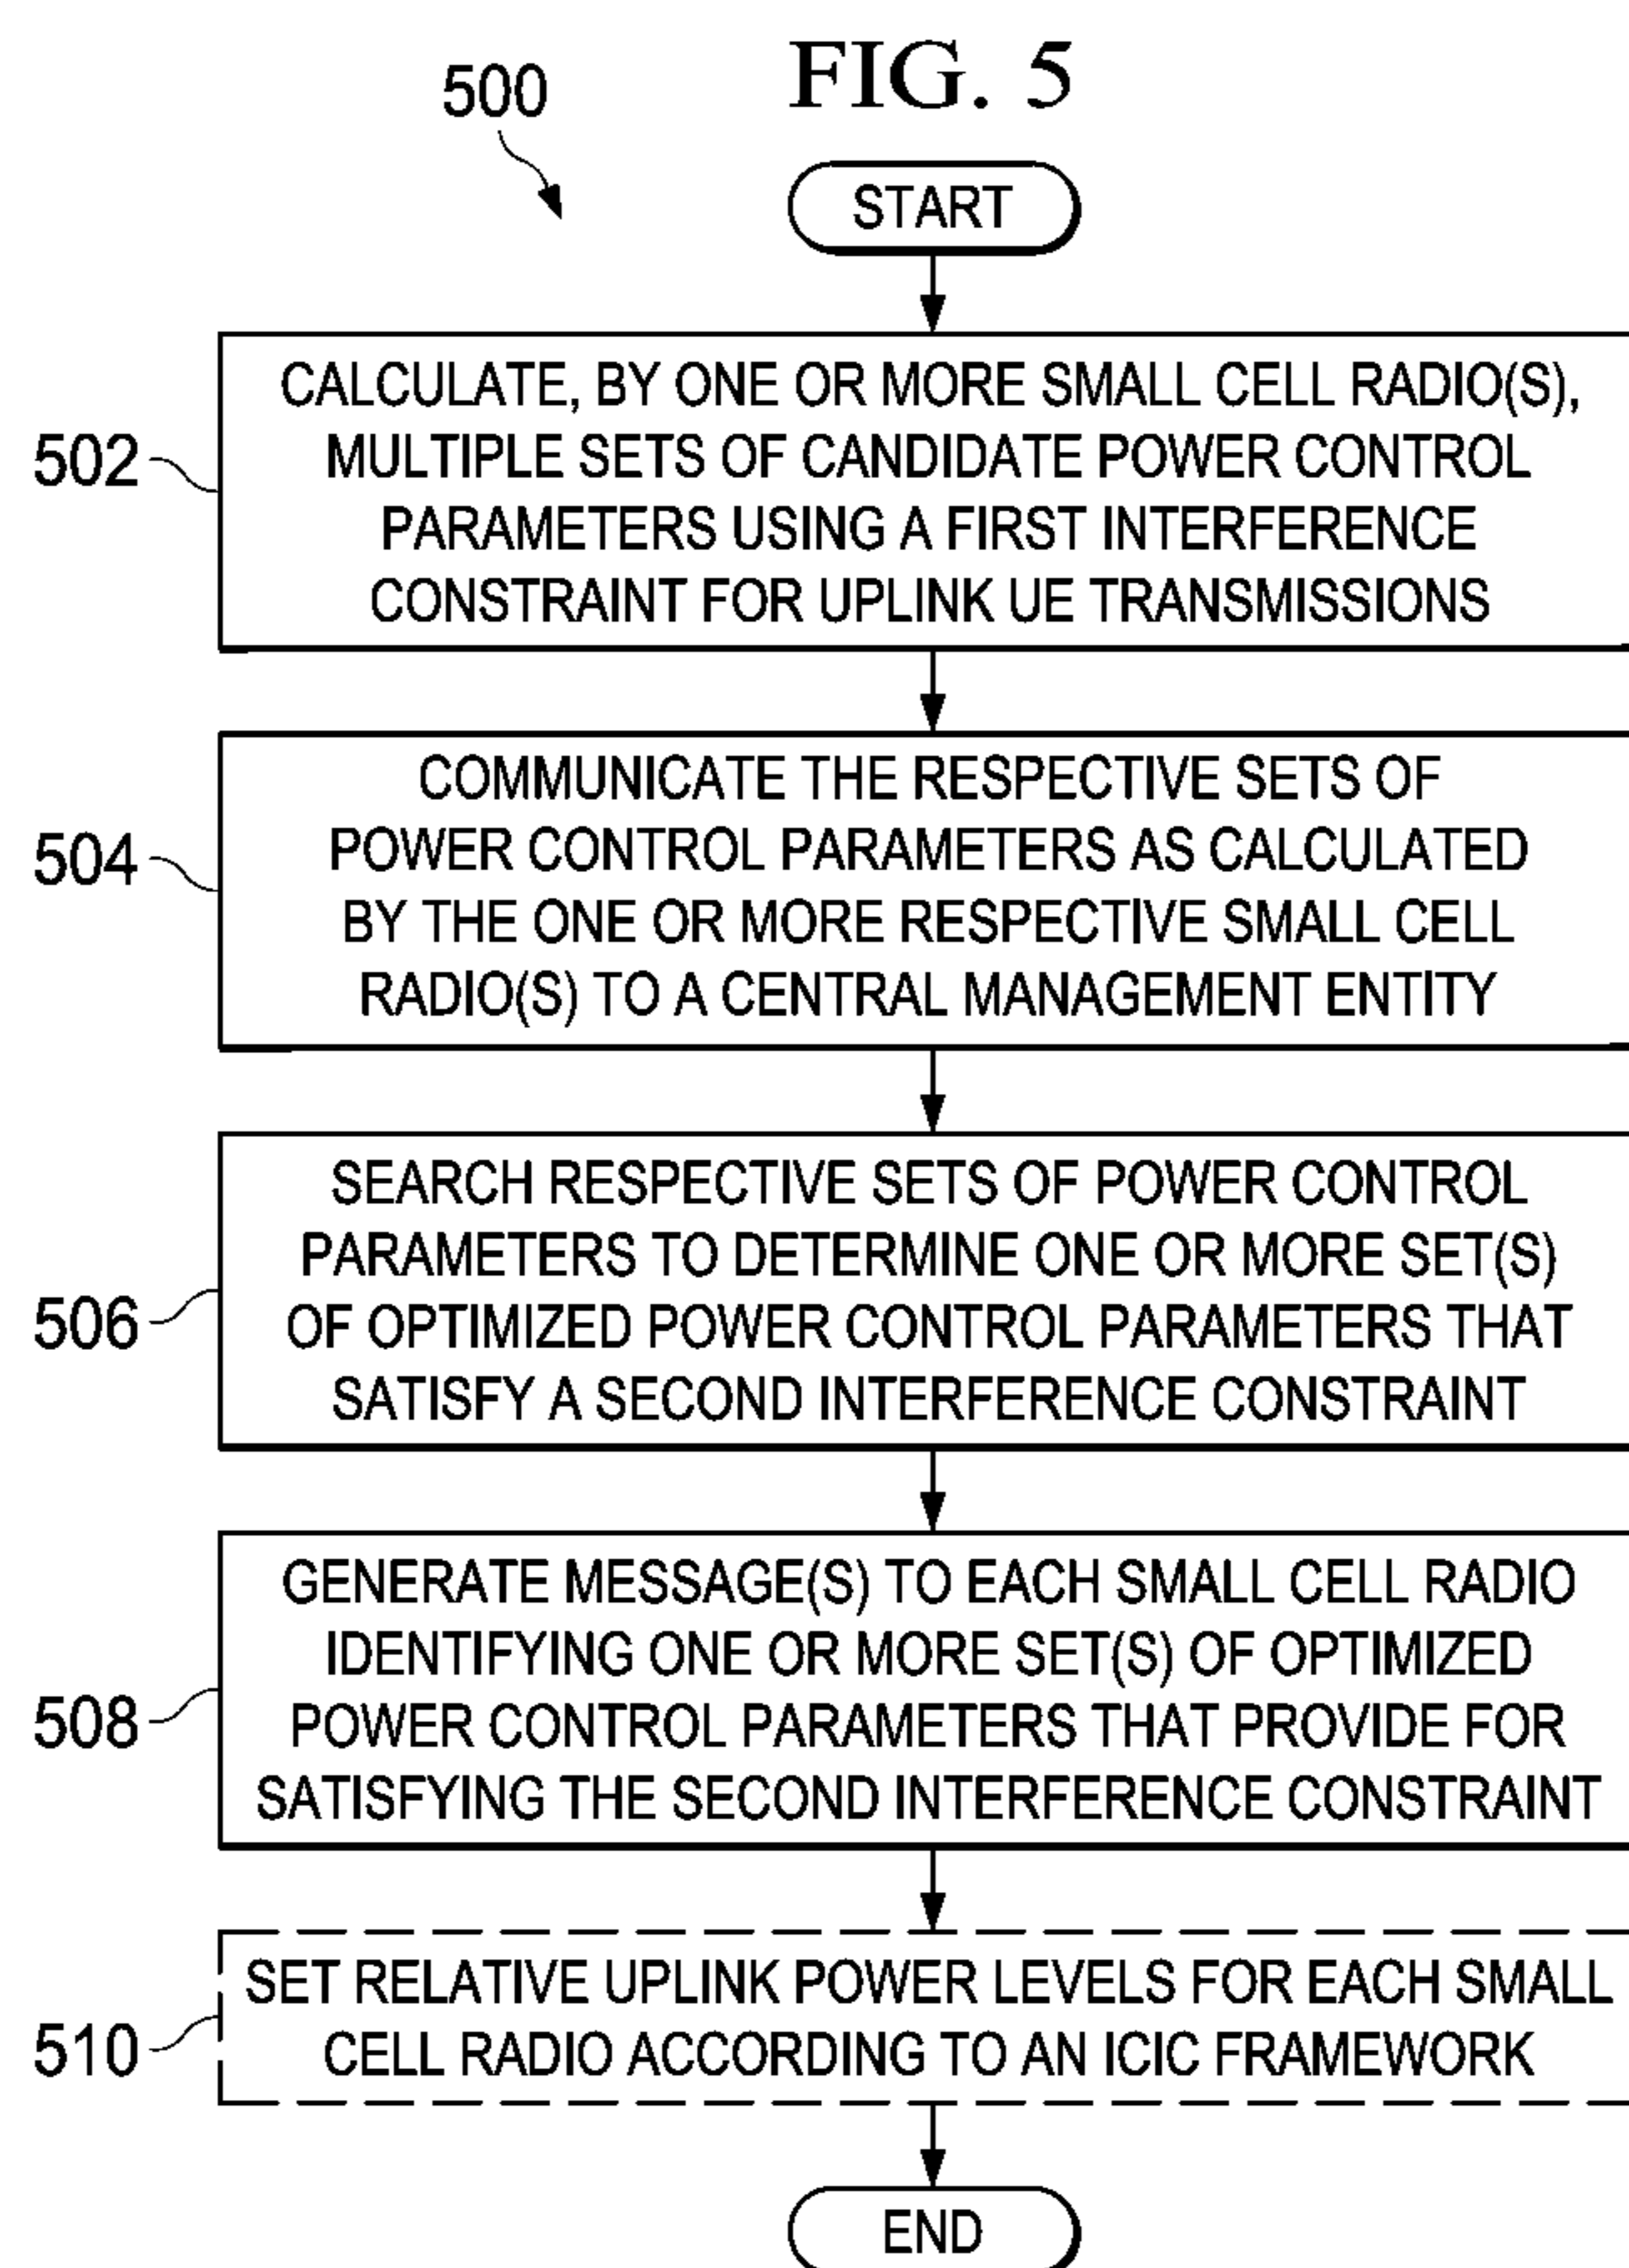 FIG. 5
500
START
502
CALCULATE, BY ONE OR MORE SMALL CELL RADIO(S),
MULTIPLE SETS OF CANDIDATE POWER CONTROL
PARAMETERS USING A FIRST INTERFERENCE
CONSTRAINT FOR UPLINK UE TRANSMISSIONS
504
COMMUNICATE THE RESPECTIVE SETS OF
POWER CONTROL PARAMETERS AS CALCULATED
BY THE ONE OR MORE RESPECTIVE SMALL CELL
RADIO(S) TO A CENTRAL MANAGEMENT ENTITY
506
SEARCH RESPECTIVE SETS OF POWER CONTROL
PARAMETERS TO DETERMINE ONE OR MORE SET(S)
OF OPTIMIZED POWER CONTROL PARAMETERS THAT
SATISFY A SECOND INTERFERENCE CONSTRAINT
508
GENERATE MESSAGE(S) TO EACH SMALL CELL RADIO
IDENTIFYING ONE OR MORE SET(S) OF OPTIMIZED
POWER CONTROL PARAMETERS THAT PROVIDE FOR
SATISFYING THE SECOND INTERFERENCE CONSTRAINT
510
SET RELATIVE UPLINK POWER LEVELS FOR EACH SMALL
CELL RADIO ACCORDING TO AN ICIC FRAMEWORK
END